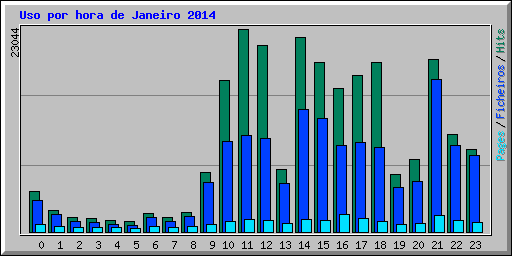 Uso por hora de Janeiro 2014
23044
Pages / Ficheiros / Hits
0 1 2 3 4 5 6 7 8 9 10 11 12 13 14 15 16 17 18 19 20 21 22 23